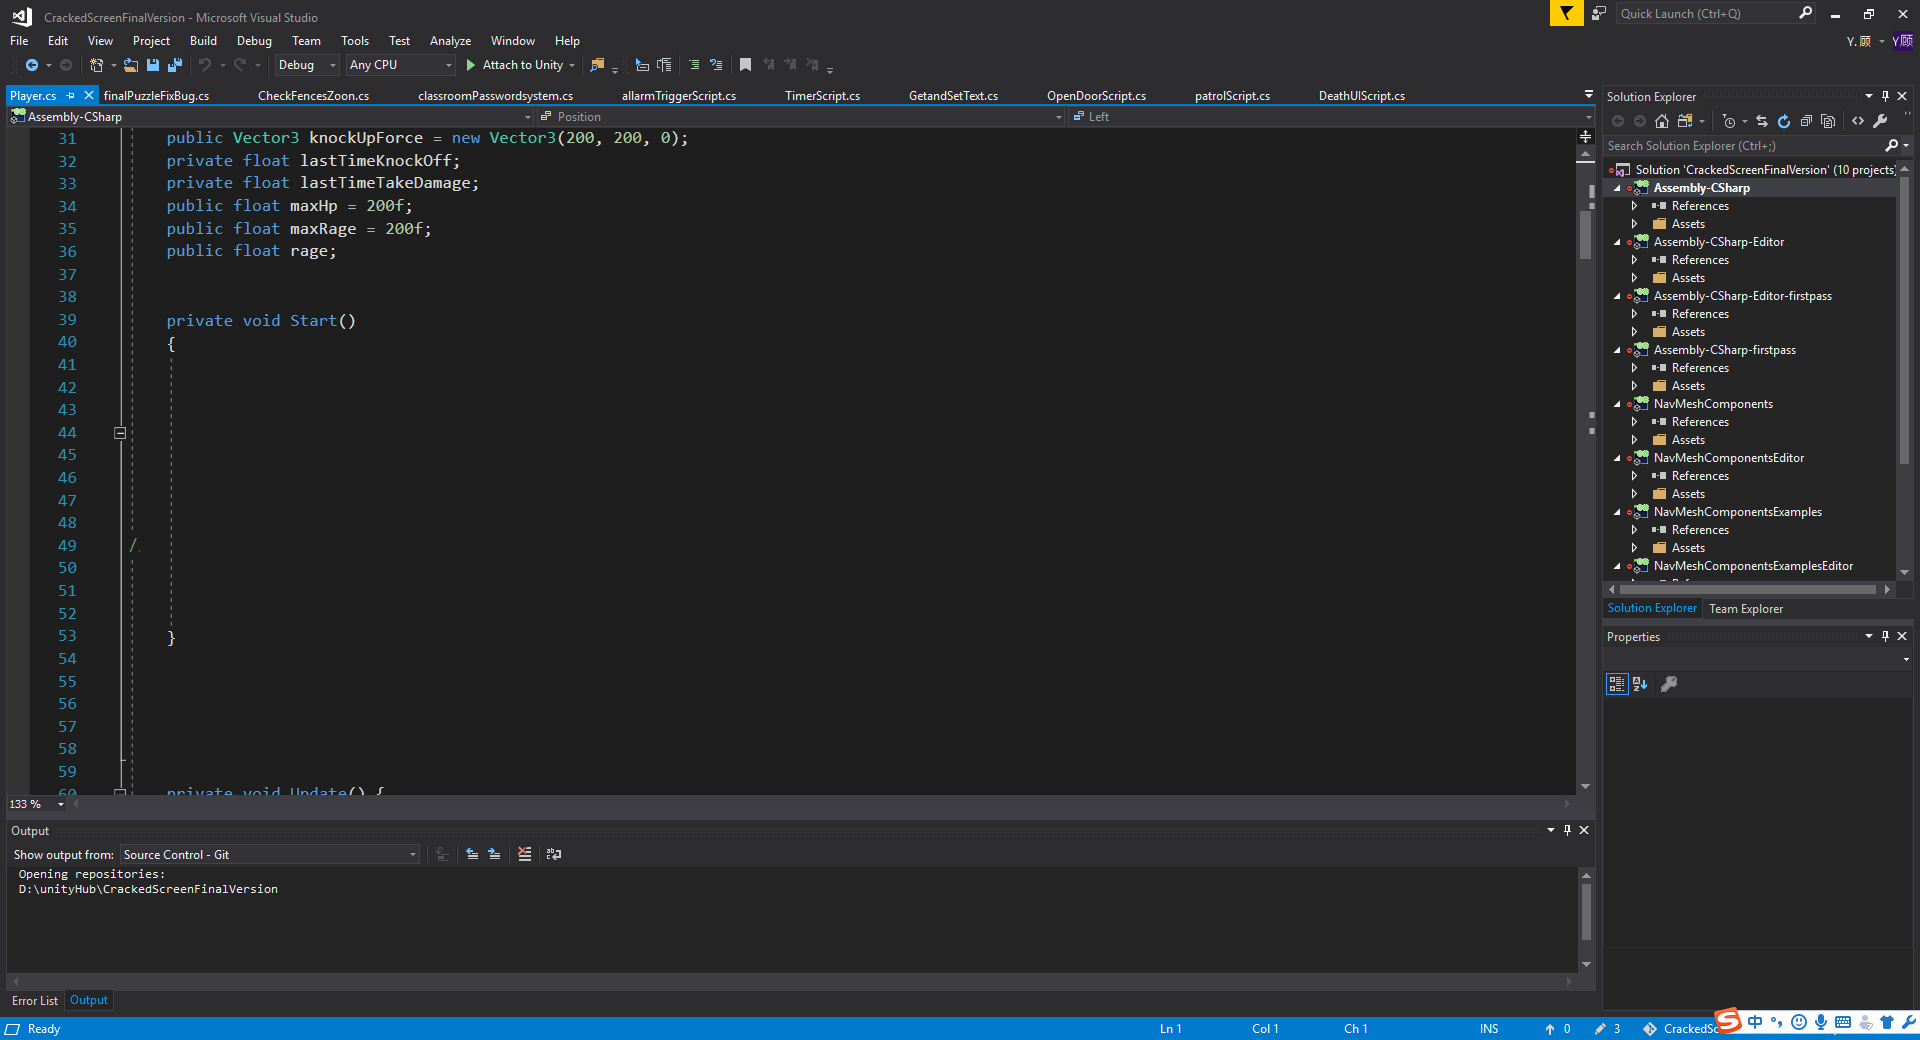 CrackedScreenFinalVersion - Microsoft Visual Studio
Quick Launch (Ctrl+Q)
File Edit View Project Build Debug Team Tools Test Analyze Window Help
Y. 顾
Y顾
Debug Any CPU Attach to Unity
Player.cs finalPuzzleFixBug.cs CheckFencesZoon.cs classroomPasswordsystem.cs allarmTriggerScript.cs TimerScript.cs GetandSetText.cs OpenDoorScript.cs patrolScript.cs DeathUIScript.cs
Assembly-CSharp Position Left
31 public Vector3 knockUpForce = new Vector3(200, 200, 0);
32 private float lastTimeKnockOff;
33 private float lastTimeTakeDamage;
34 public float maxHp = 200f;
35 public float maxRage = 200f;
36 public float rage;
37
38
39 private void Start()
40 {
41
42
43
44
45
46
47
48
49 /
50
51
52
53 }
54
55
56
57
58
59
60 private void Update() {
133 %
Output
Show output from: Source Control - Git
Opening repositories:
D:\unityHub\CrackedScreenFinalVersion
Error List Output
Solution Explorer
Search Solution Explorer (Ctrl+;)
Solution 'CrackedScreenFinalVersion' (10 projects)
Assembly-CSharp
References
Assets
Assembly-CSharp-Editor
References
Assets
Assembly-CSharp-Editor-firstpass
References
Assets
Assembly-CSharp-firstpass
References
Assets
NavMeshComponents
References
Assets
NavMeshComponentsEditor
References
Assets
NavMeshComponentsExamples
References
Assets
NavMeshComponentsExamplesEditor
Solution Explorer Team Explorer
Properties
Ready Ln 1 Col 1 Ch 1 INS 0 3 CrackedSc
S 中